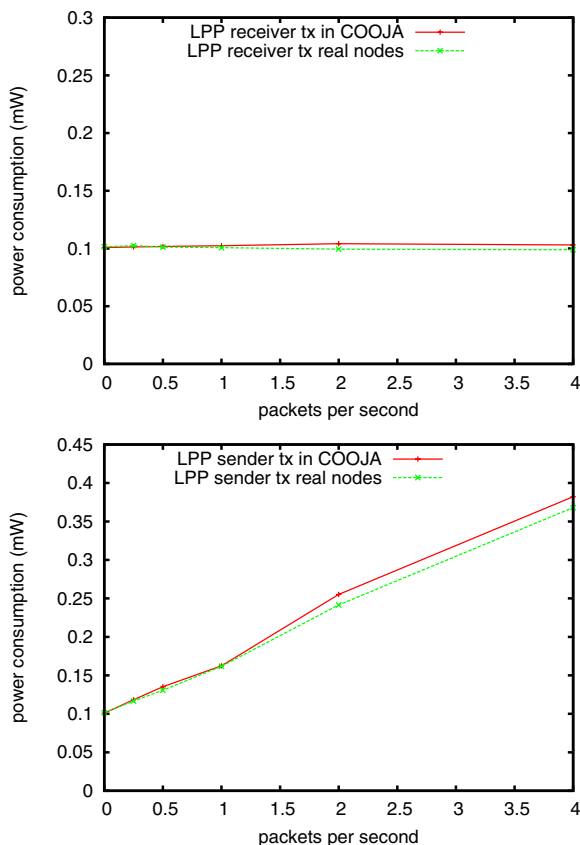 0.3
0.25
0.2
0.15
0.1
0.05
0
power consumption (mW)
LPP receiver tx in COOJA
LPP receiver tx real nodes
0 0.5 1 1.5 2 2.5 3 3.5 4
packets per second
0.45
0.4
0.35
0.3
0.25
0.2
0.15
0.1
0.05
0
power consumption (mW)
LPP sender tx in COOJA
LPP sender tx real nodes
0 0.5 1 1.5 2 2.5 3 3.5 4
packets per second